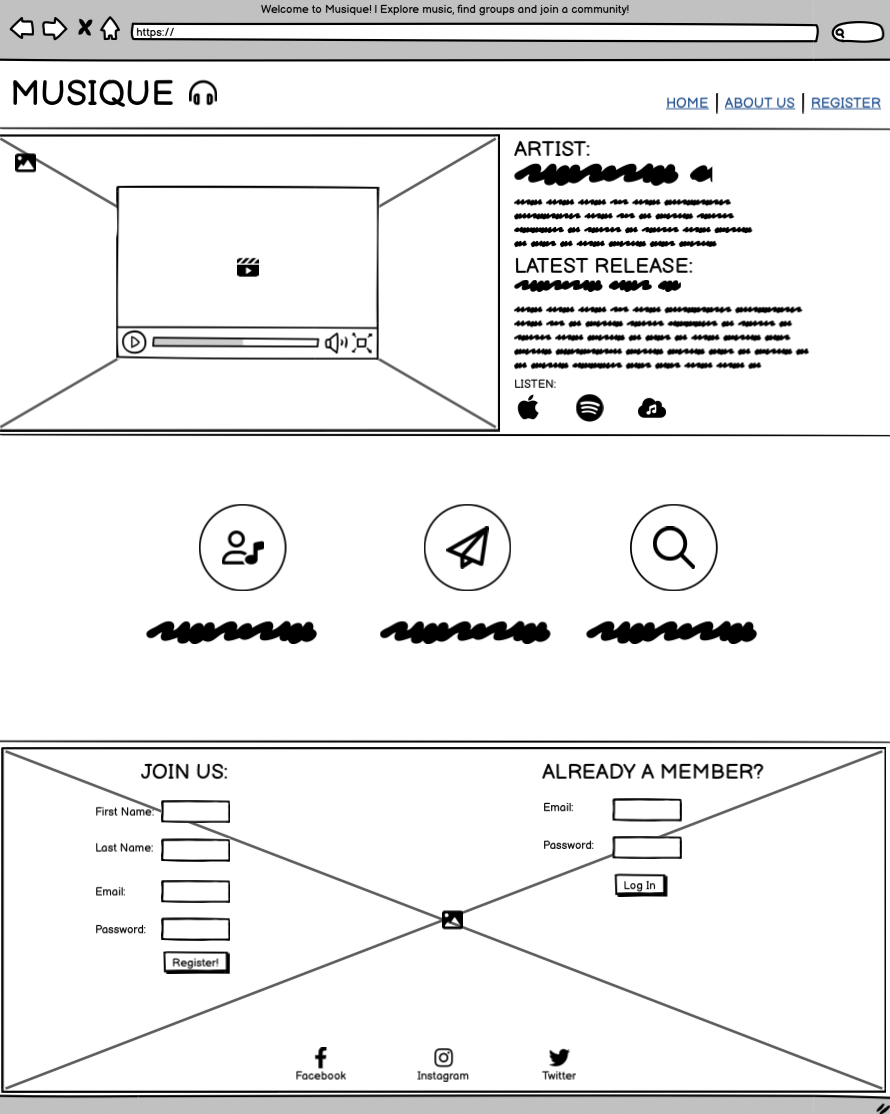 Welcome to Musique! | Explore music, find groups and join a community!
https://
MUSIQUE
HOME | ABOUT US | REGISTER
ARTIST:
LATEST RELEASE:
LISTEN:
JOIN US:
First Name:
Last Name:
Email:
Password:
Register!
ALREADY A MEMBER?
Email:
Password:
Log In
Facebook
Instagram
Twitter